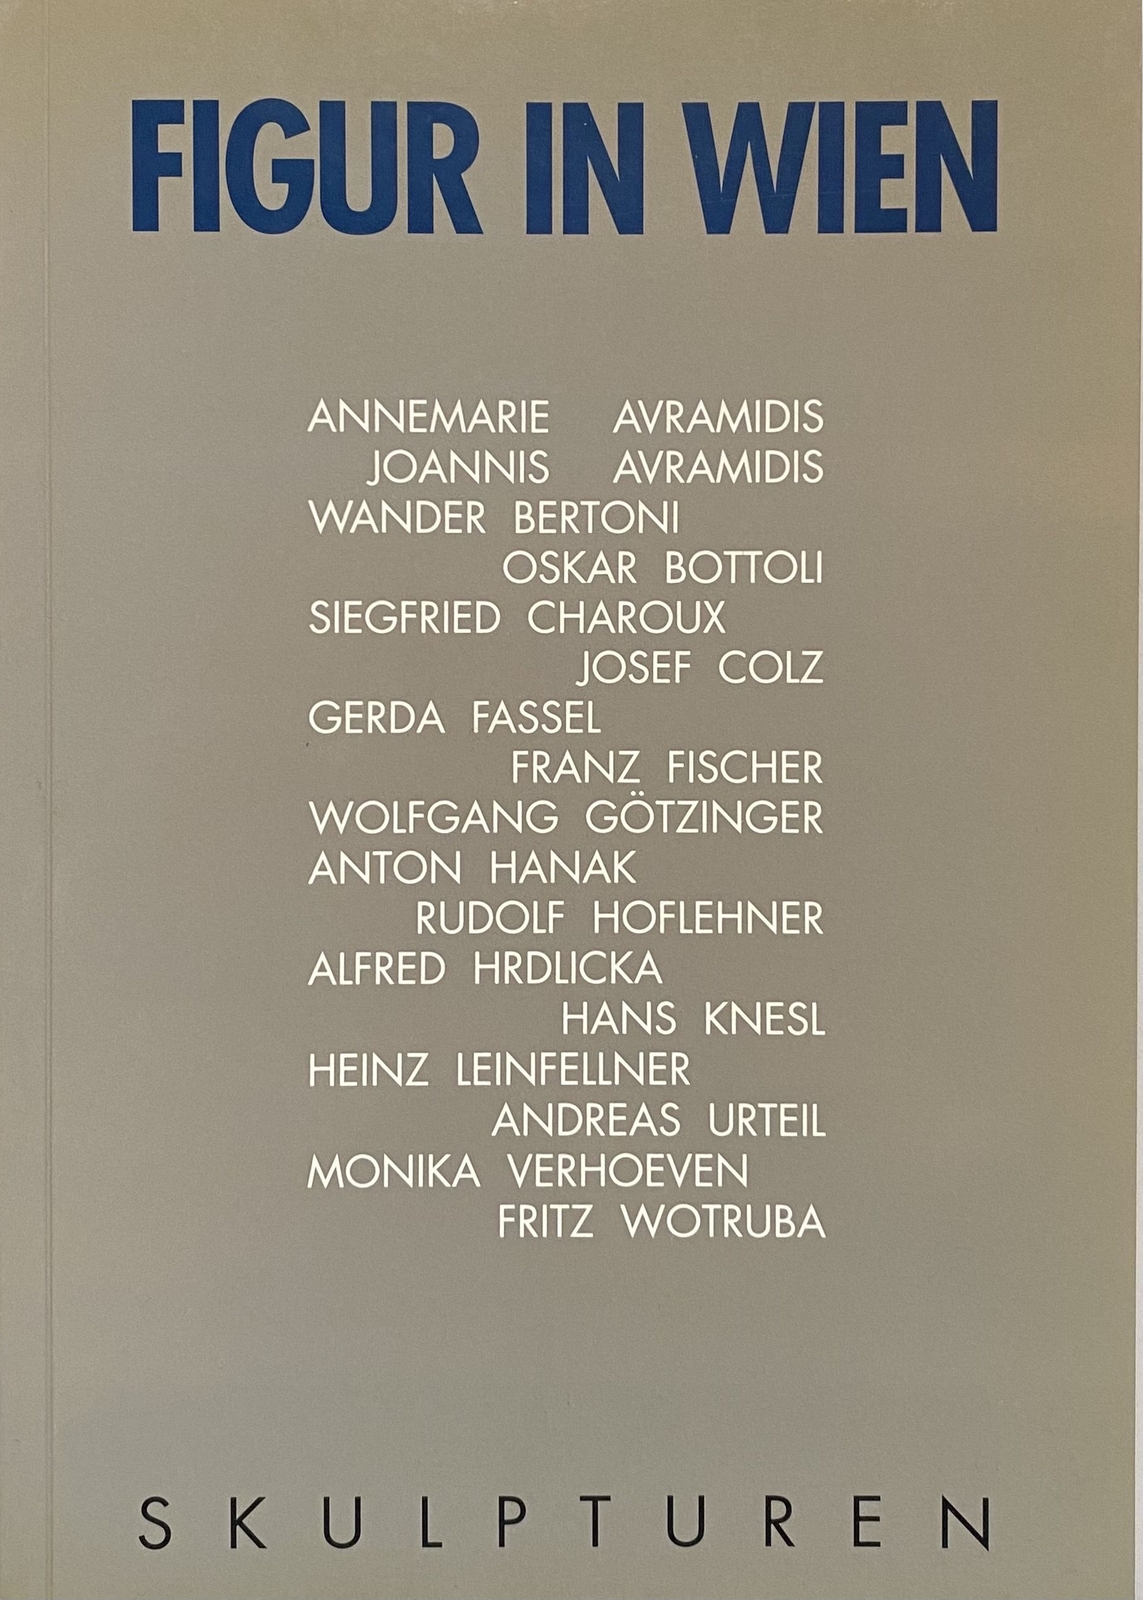 FIGUR IN WIEN
ANNEMARIE AVRAMIDIS
JOANNIS AVRAMIDIS
WANDER BERTONI
OSKAR BOTTOLI
SIEGFRIED CHAROUX
JOSEF COLZ
GERDA FASSEL
FRANZ FISCHER
WOLFGANG GÖTZINGER
ANTON HANAK
RUDOLF HOFLEHNER
ALFRED HRDLICKA
HANS KNESL
HEINZ LEINFELLNER
ANDREAS URTEIL
MONIKA VERHOEVEN
FRITZ WOTRUBA
SKULPTUREN